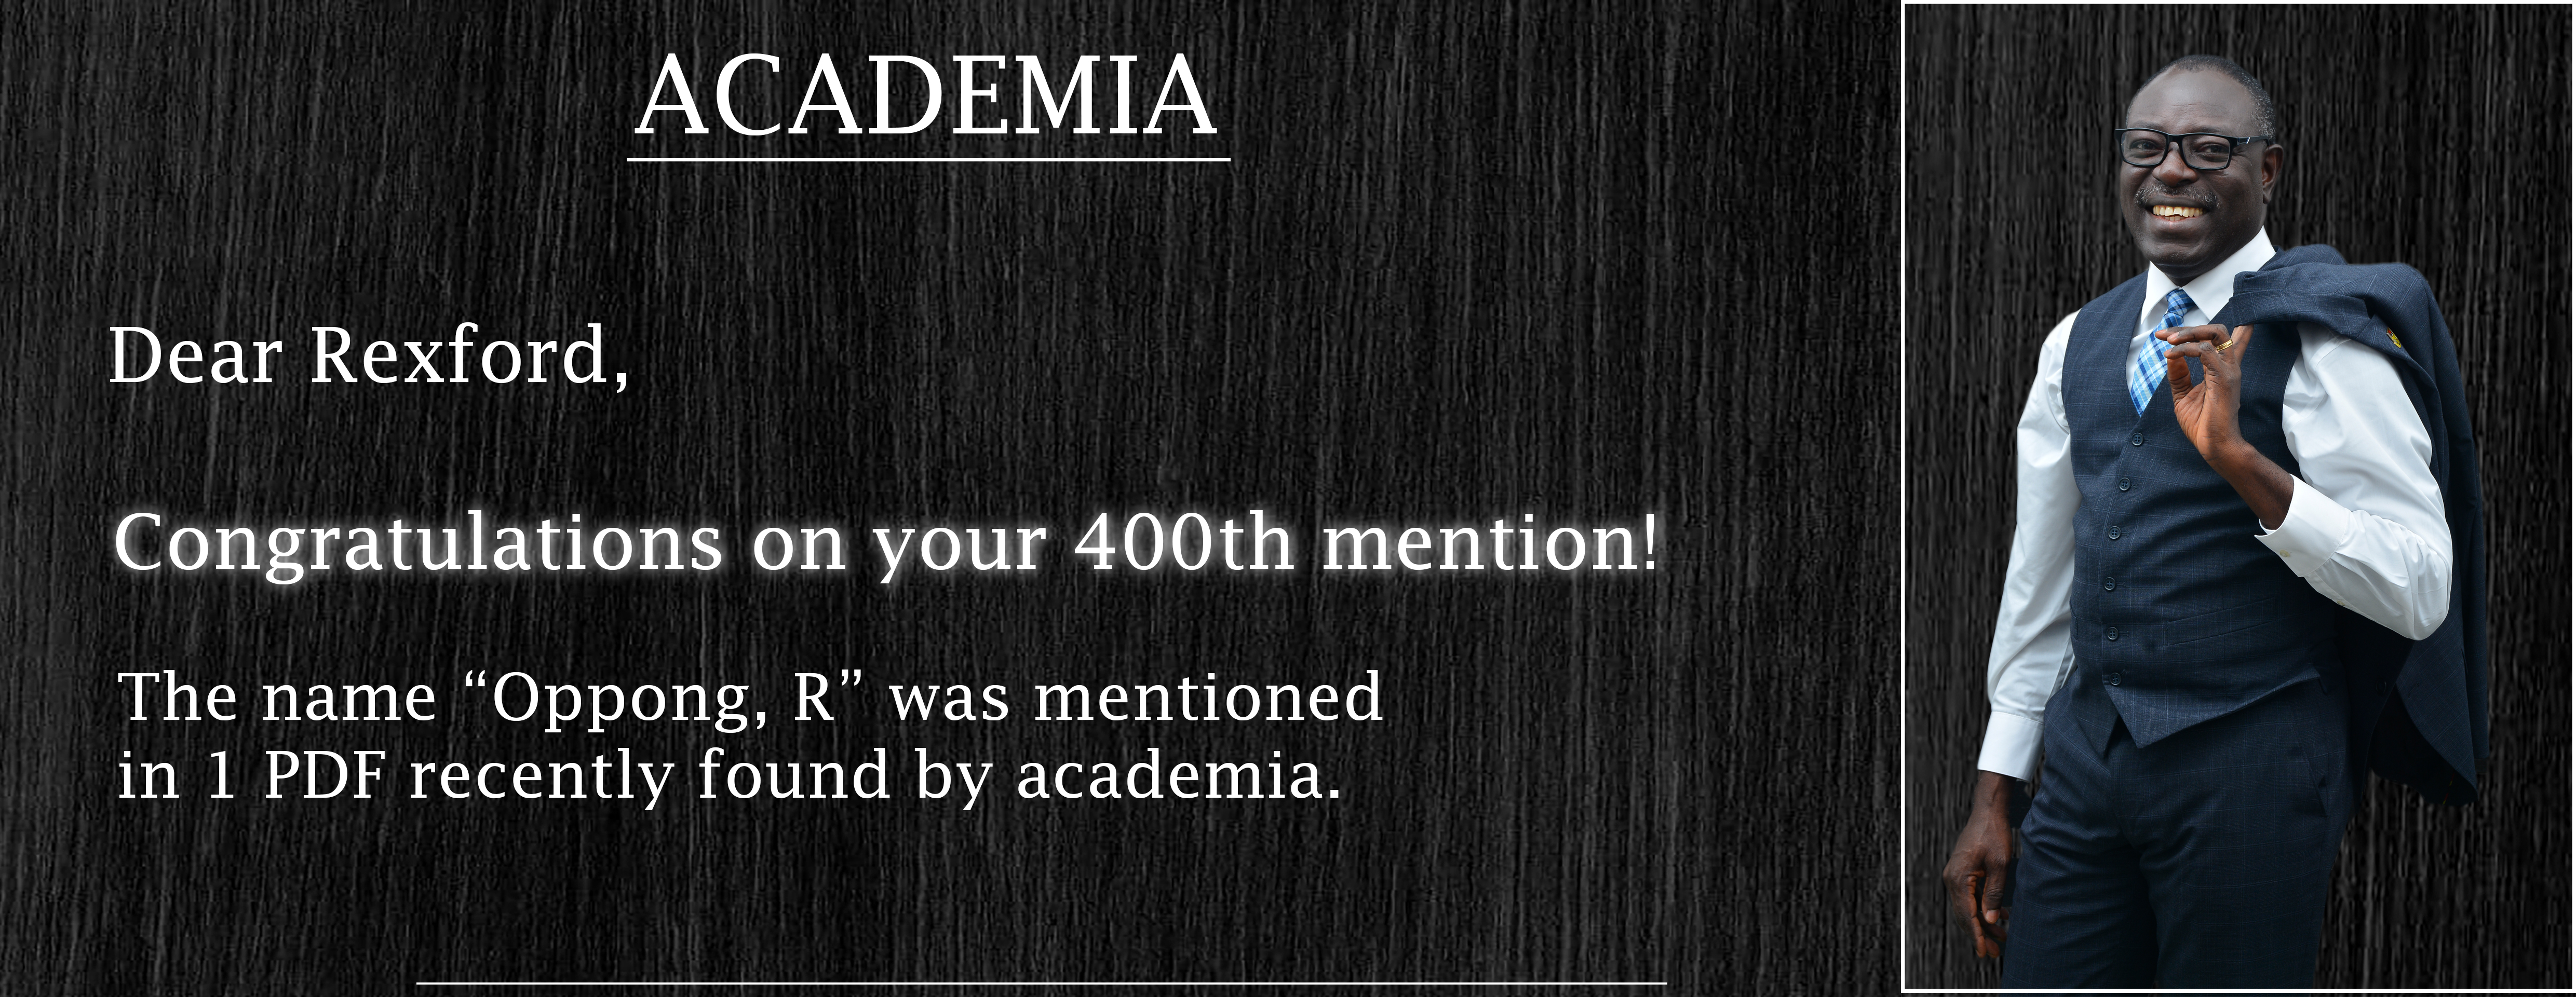 ACADEMIA
Dear Rexford,
Congratulations on your 400th mention!
The name “Oppong, R” was mentioned
in 1 PDF recently found by academia.